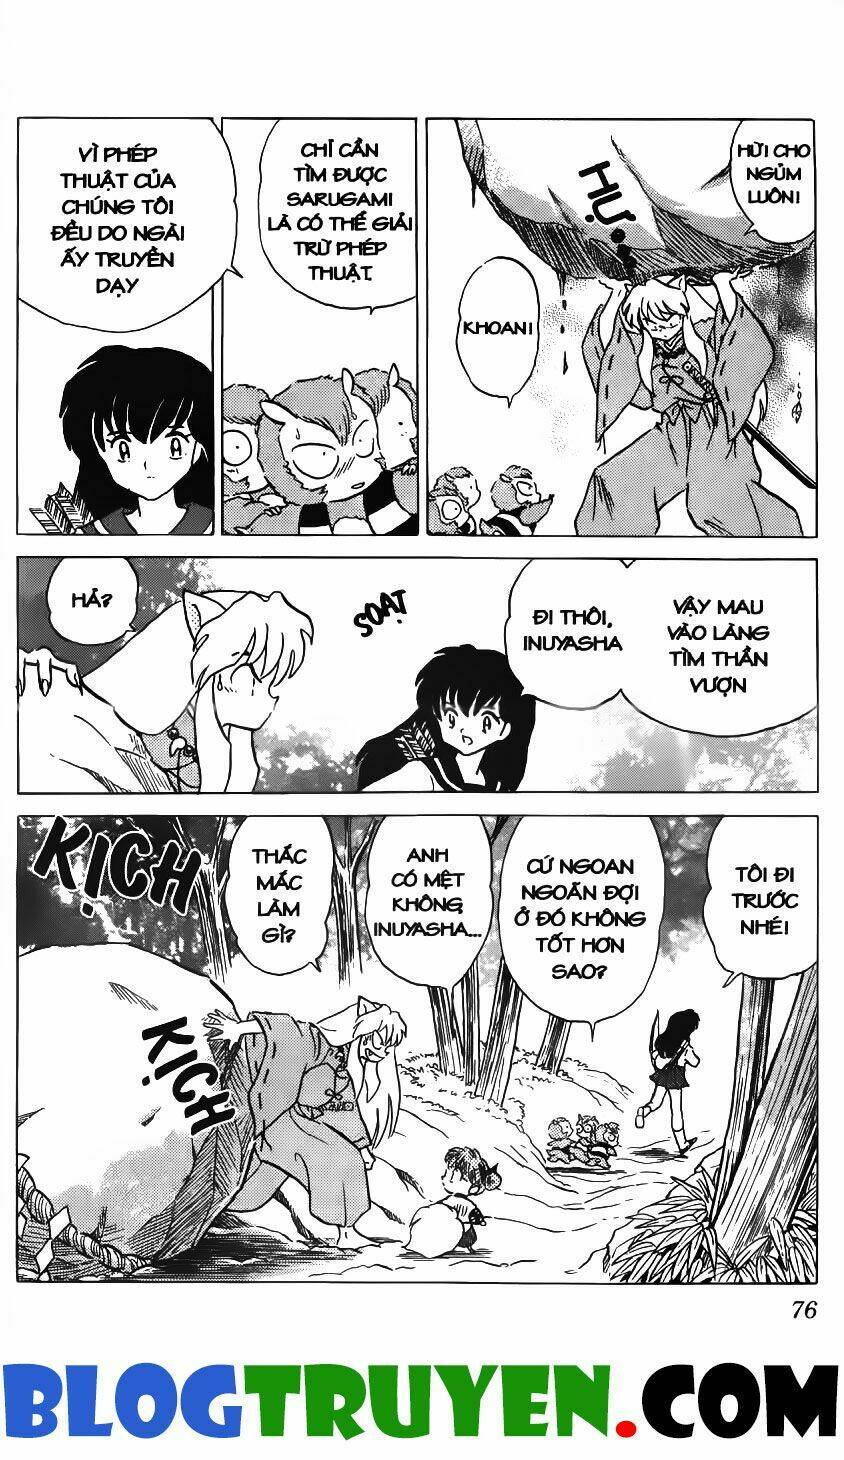 HỪ! CHO
NGỦM
LUÔN!
HỰ..!
KHOAN!
CHỈ CẦN
TÌM ĐƯỢC
SARUGAMI
LÀ CÓ THỂ GIẢI
TRỪ PHÉP
THUẬT.
VÌ PHÉP
THUẬT CỦA
CHÚNG TÔI
ĐỀU DO NGÀI
ẤY TRUYỀN
DẠY
VẬY MAU
VÀO LÀNG
TÌM THẦN
VƯỢN
ĐI THÔI,
INUYASHA
SOẠT
HẢ?
TÔI ĐI
TRƯỚC
NHÉ!
CỨ NGOAN
NGOÃN ĐỢI
Ở ĐÓ KHÔNG
TỐT HƠN
SAO?
ANH
CÓ MỆT
KHÔNG,
INUYASHA...
THẮC
MẮC
LÀM
GÌ?
KỊCH
KỊCH
76
BLOGTRUYEN.COM